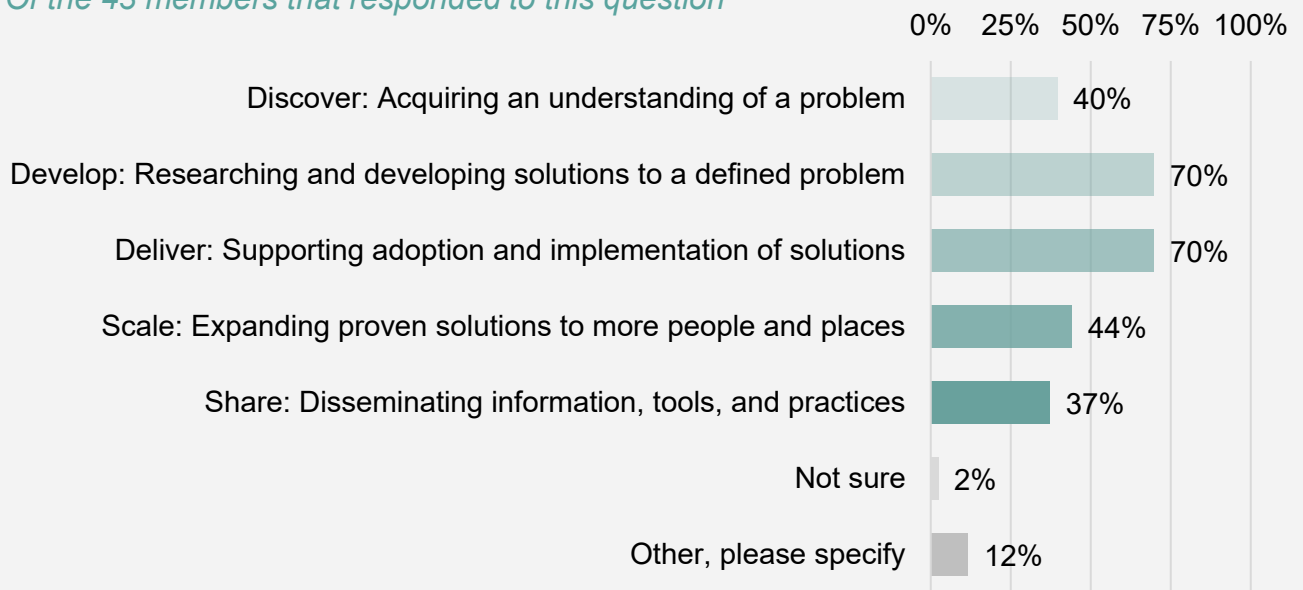 Of the 43 members that responded to this question
0% 25% 50% 75% 100%
Discover: Acquiring an understanding of a problem 40%
Develop: Researching and developing solutions to a defined problem 70%
Deliver: Supporting adoption and implementation of solutions 70%
Scale: Expanding proven solutions to more people and places 44%
Share: Disseminating information, tools, and practices 37%
Not sure 2%
Other, please specify 12%